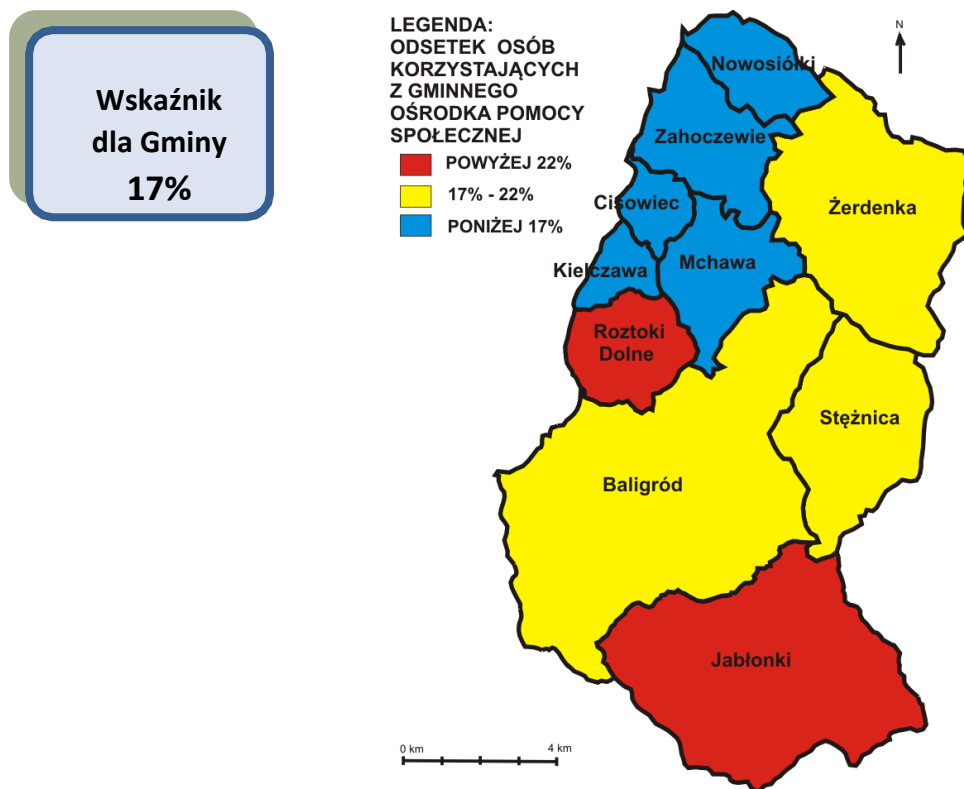 Wskaźnik
dla Gminy
17%
LEGENDA:
ODSETEK OSÓB
KORZYSTAJĄCYCH
Z GMINNEGO
OŚRODKA POMOCY
SPOŁECZNEJ
POWYŻEJ 22%
17% - 22%
PONIŻEJ 17%
N
Nowosiółki
Zahoczewie
Cisowiec
Żerdenka
Kielczawa
Mchawa
Roztoki
Dolne
Stężnica
Baligród
Jabłonki
0 km
4 km